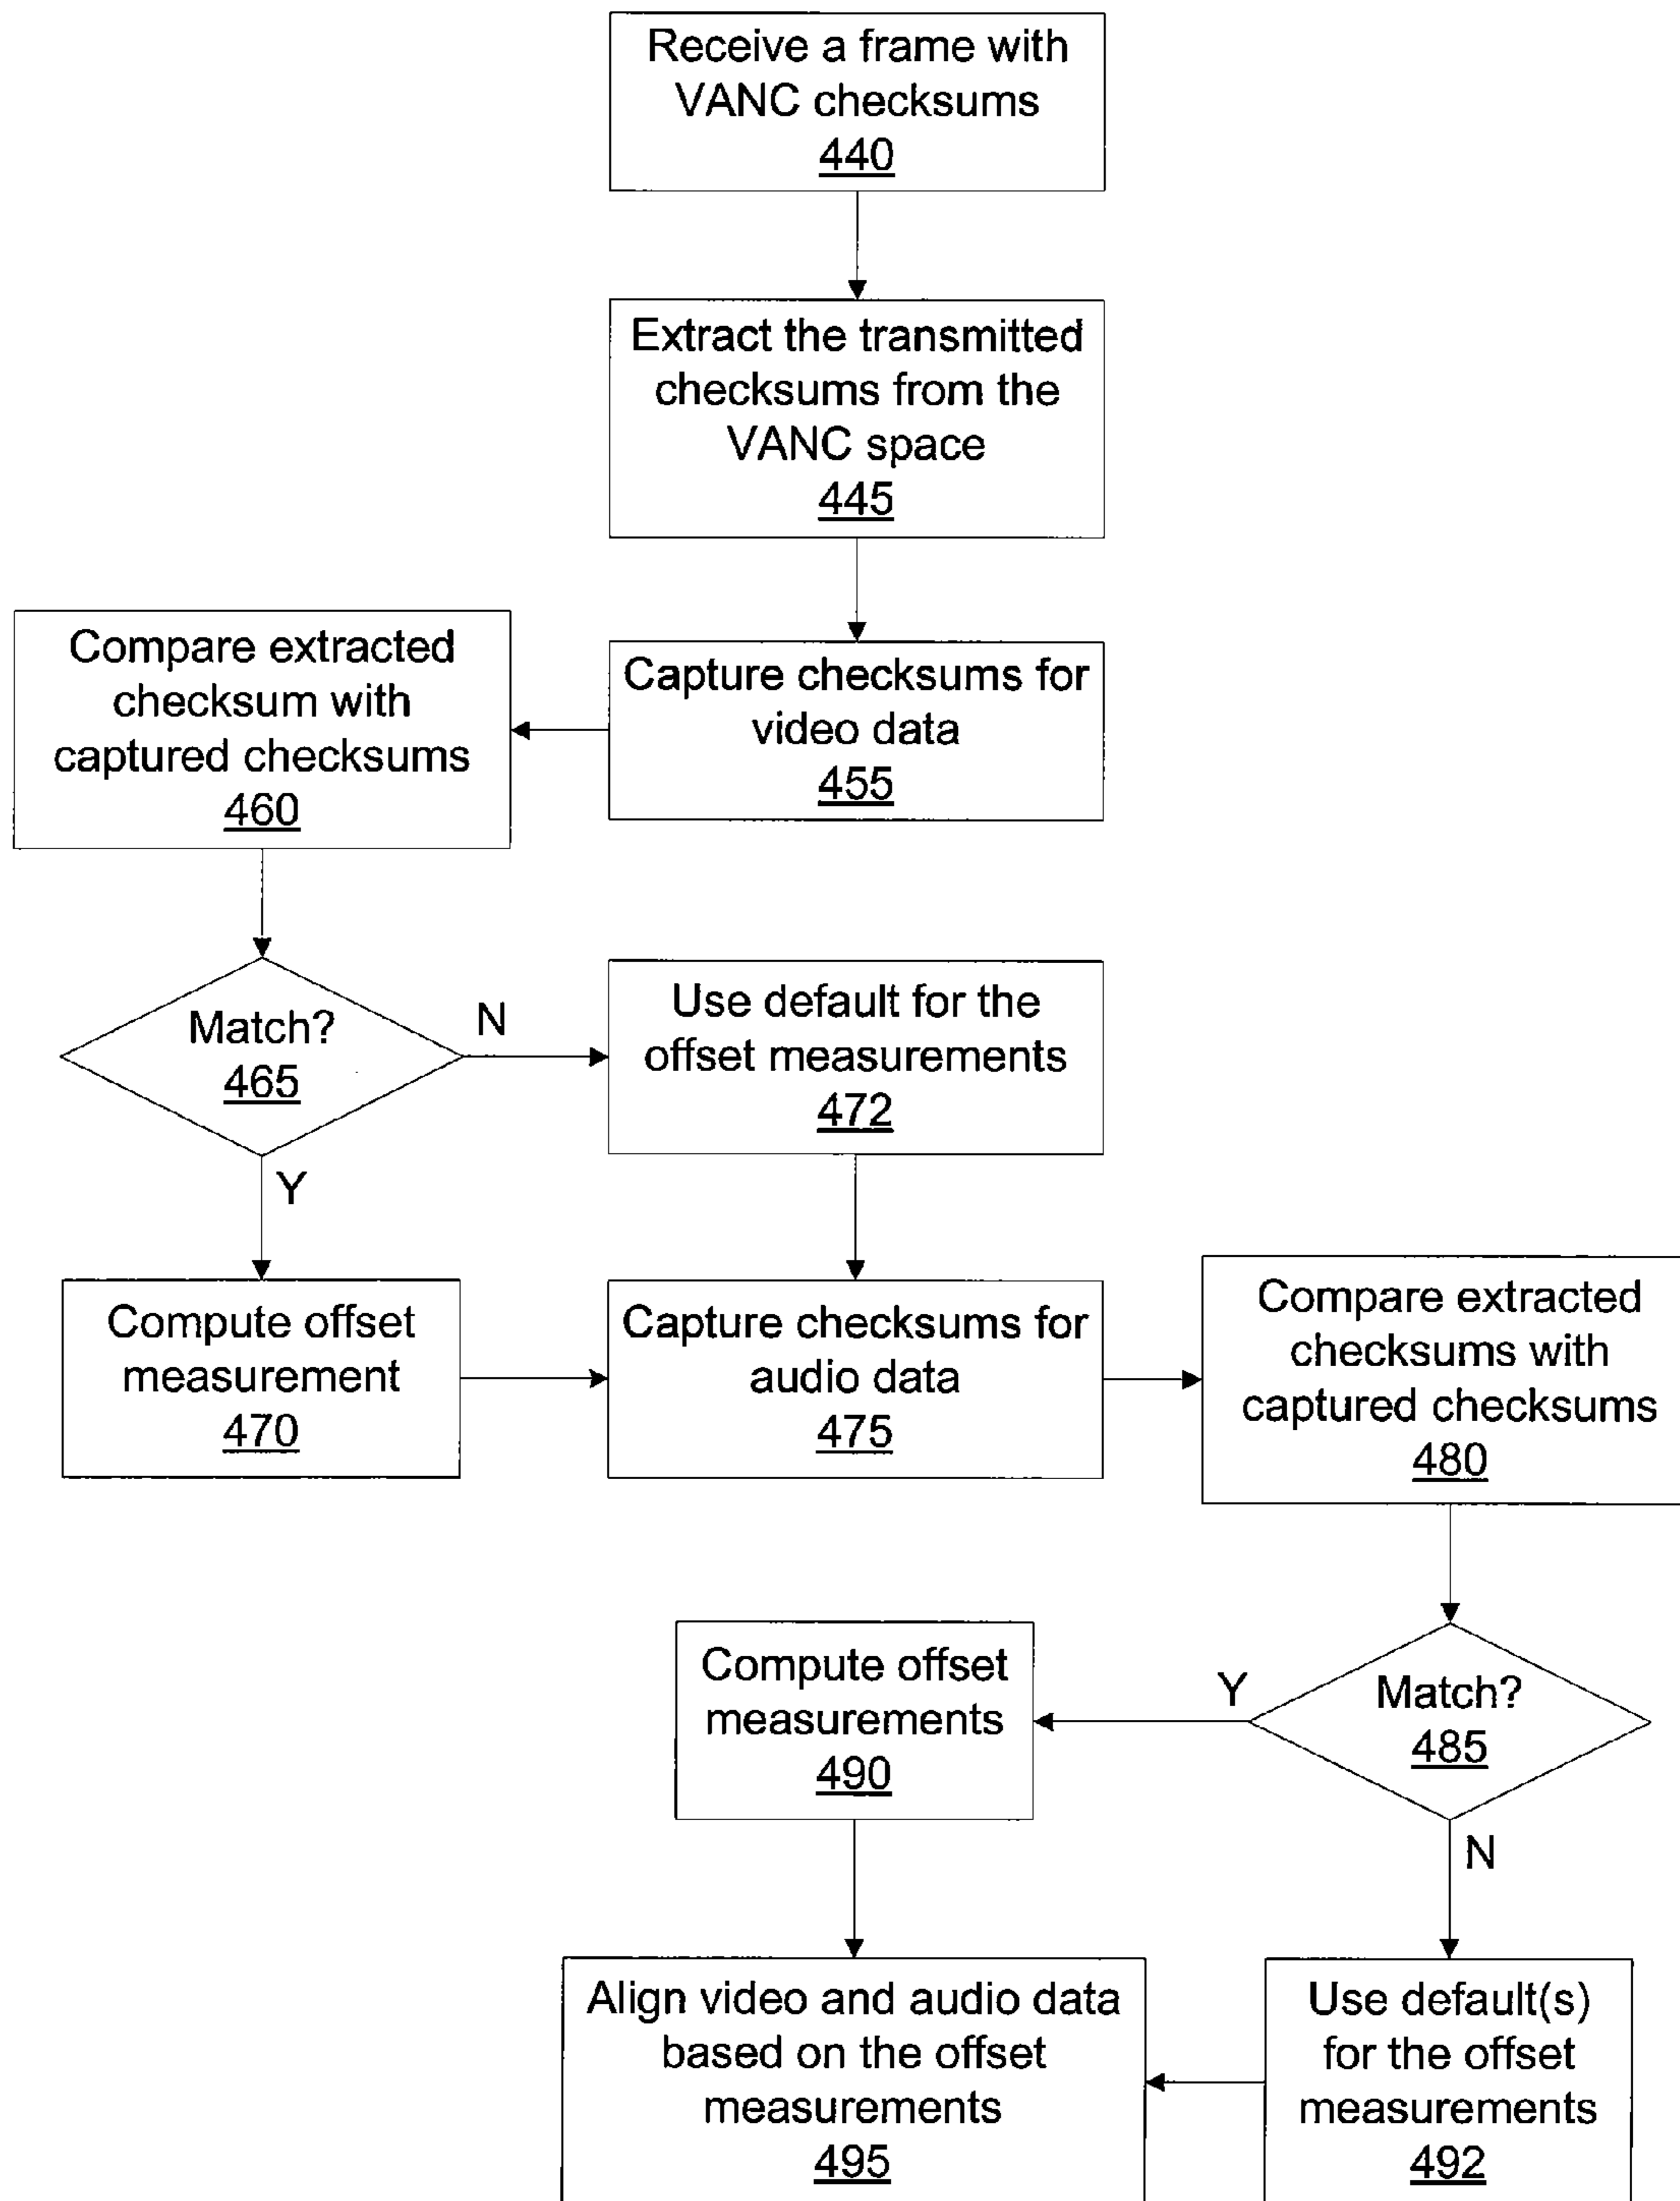 Receive a frame with
VANC checksums
440
Extract the transmitted
checksums from the
VANC space
445
Capture checksums for
video data
455
Compare extracted
checksum with
captured checksums
460
Match?
465
N
Y
Use default for the
offset measurements
472
Compute offset
measurement
470
Capture checksums for
audio data
475
Compare extracted
checksums with
captured checksums
480
Match?
485
Y
N
Compute offset
measurements
490
Use default(s)
for the offset
measurements
492
Align video and audio data
based on the offset
measurements
495